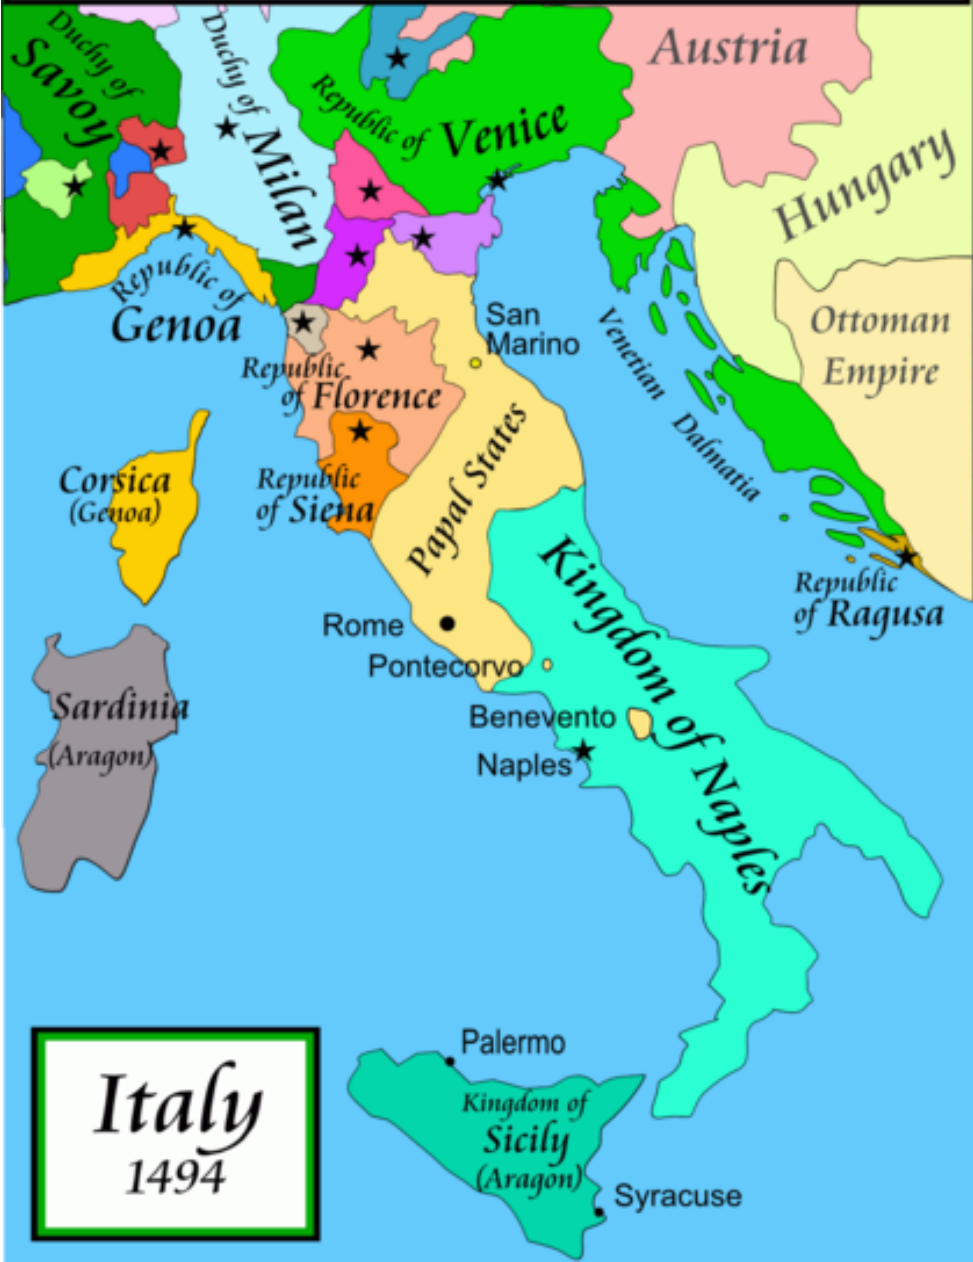 Duchy of
Savoy
Duchy of
Milan
Republic of
Venice
Austria
Hungary
Republic of
Genoa
San
Marino
Ottoman
Empire
Venetian
Dalmatia
Republic
of Florence
Papal States
Corsica
(Genoa)
Republic
of Siena
Kingdom of Naples
Republic
of Ragusa
Rome
Pontecorvo
Sardinia
(Aragon)
Benevento
Naples
Palermo
Kingdom of
Sicily
(Aragon)
Syracuse
Italy
1494